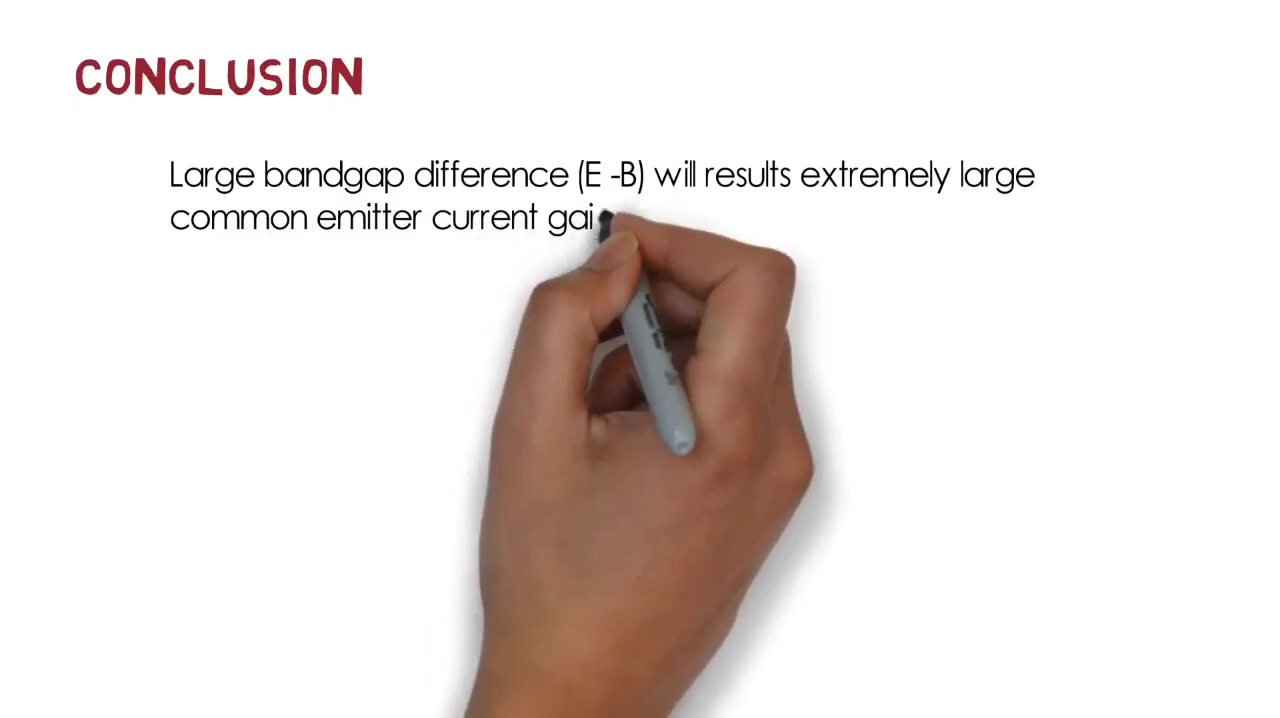 CONCLUSION
Large bandgap difference (E -B) will results extremely large
common emitter current gai